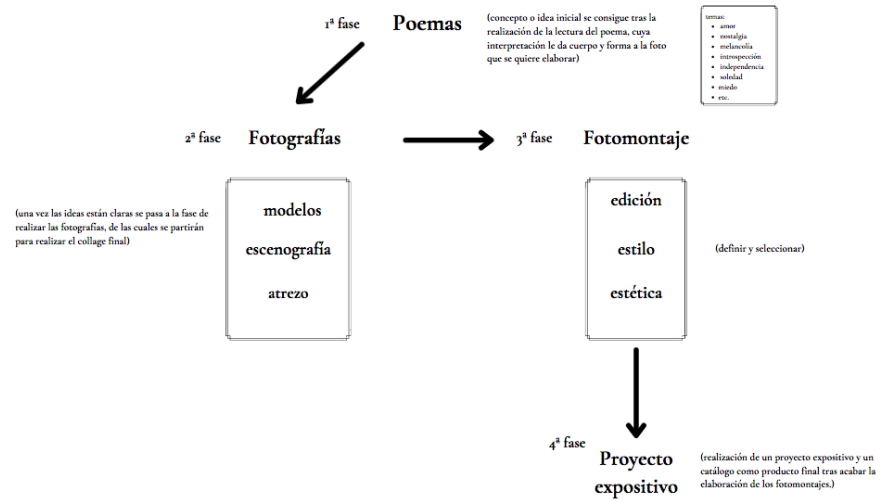 1ª fase
Poemas
(concepto o idea inicial se consigue tras la
realización de la lectura del poema, cuya
interpretación le da cuerpo y forma a la foto
que se quiere elaborar)
temas:
• amor
• nostalgia
• melancolía
• introspección
• independencia
• soledad
• miedo
• etc.
2ª fase
Fotografías
3ª fase
Fotomontaje
(una vez las ideas están claras se pasa a la fase de
realizar las fotografías, de las cuales se partirán
para realizar el collage final)
modelos
escenografía
atrezo
edición
estilo
estética
(definir y seleccionar)
4ª fase
Proyecto
expositivo
(realización de un proyecto expositivo y un
catálogo como producto final tras acabar la
elaboración de los fotomontajes.)